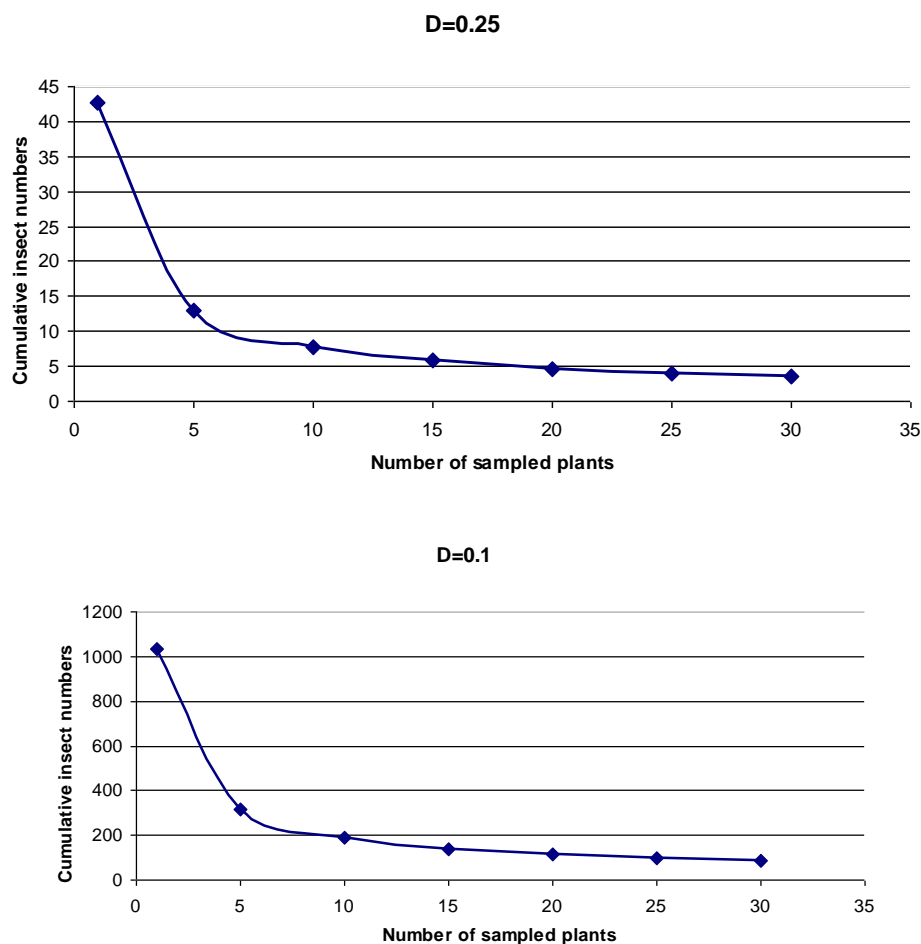 D=0.25
45
40
35
30
25
20
15
10
5
0
Cumulative insect numbers
0 5 10 15 20 25 30 35
Number of sampled plants
D=0.1
1200
1000
800
600
400
200
0
Cumulative insect numbers
0 5 10 15 20 25 30 35
Number of sampled plants